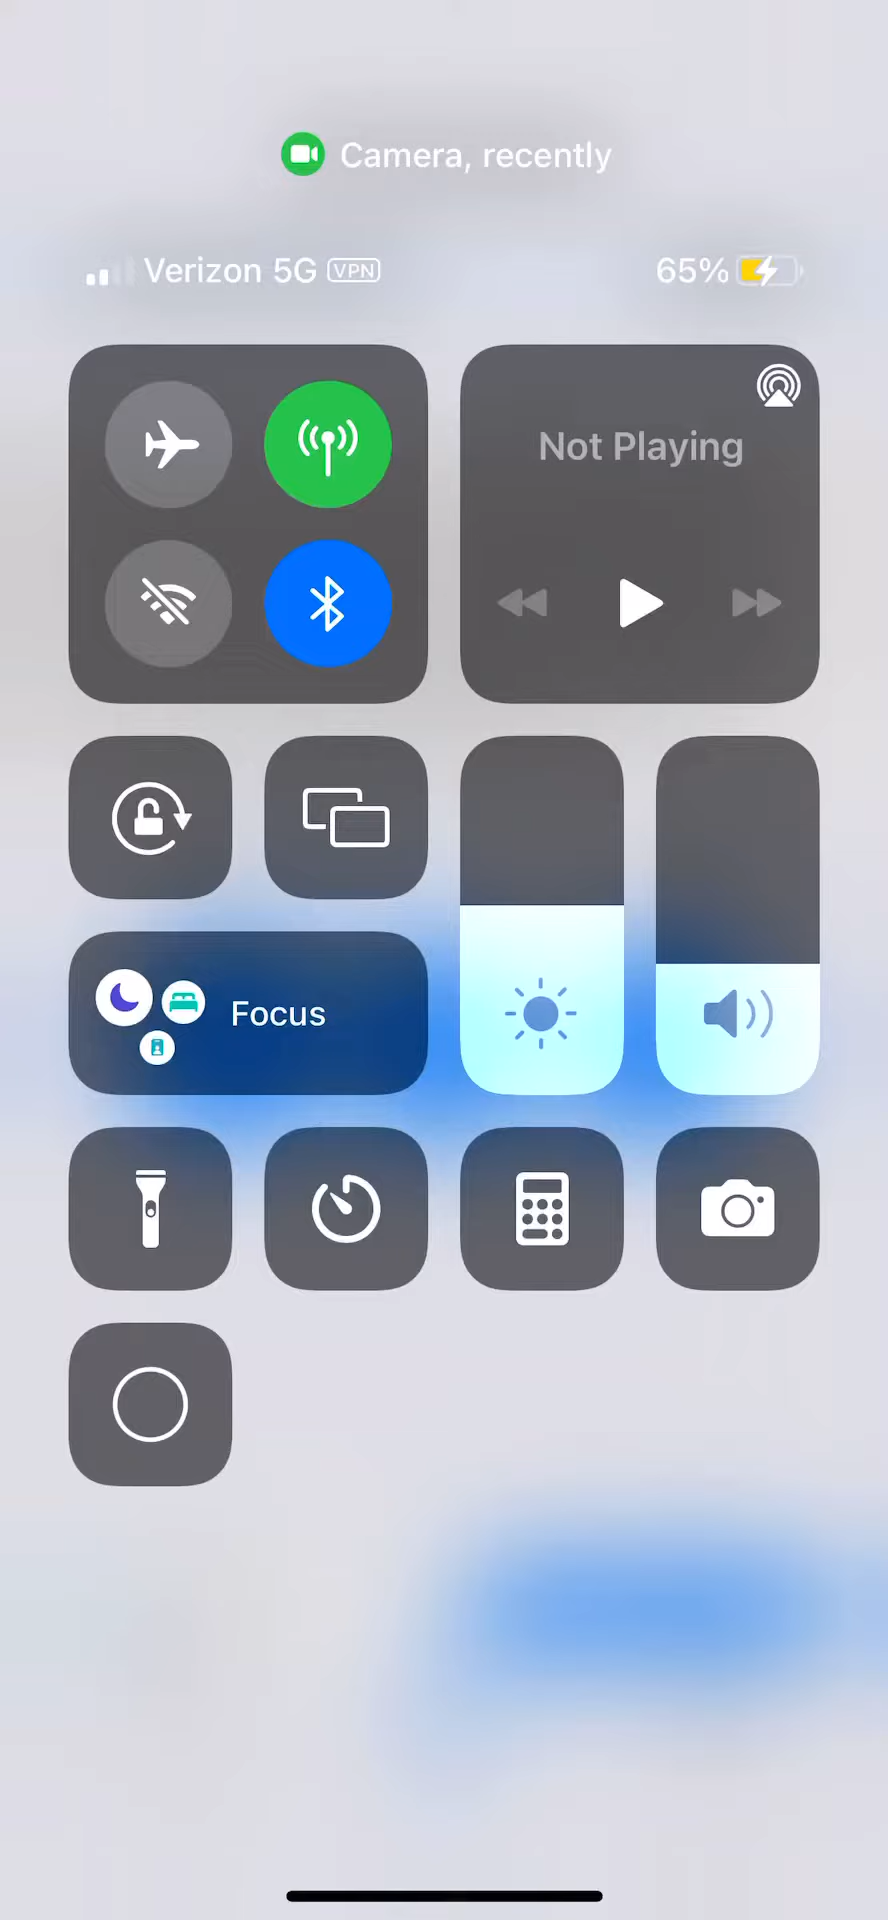 Camera, recently
Verizon 5G VPN
65%
Not Playing
Focus